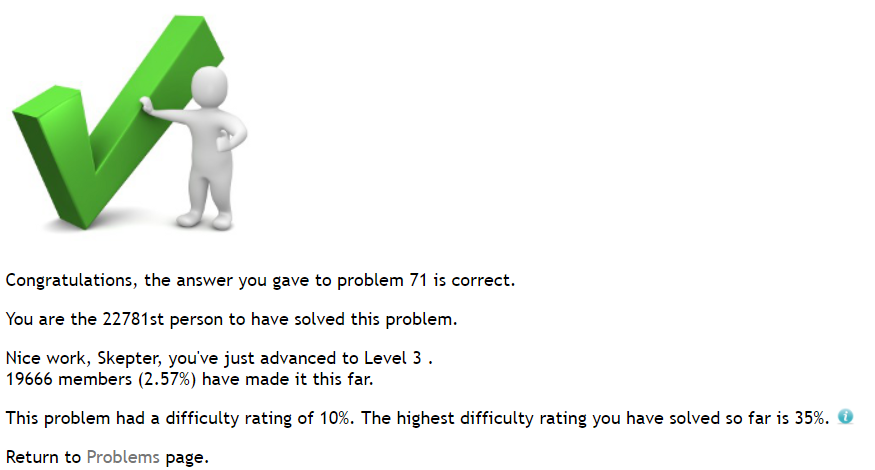 Congratulations, the answer you gave to problem 71 is correct.
You are the 22781st person to have solved this problem.
Nice work, Skepter, you've just advanced to Level 3 .
19666 members (2.57%) have made it this far.
This problem had a difficulty rating of 10%. The highest difficulty rating you have solved so far is 35%.
Return to Problems page.